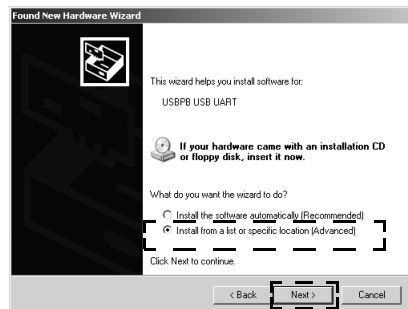 Found New Hardware Wizard
This wizard helps you install software for:
USBPB USB UART
If your hardware came with an installation CD
or floppy disk, insert it now.
What do you want the wizard to do?
Install the software automatically (Recommended)
Install from a list or specific location (Advanced)
Click Next to continue.
< Back Next > Cancel